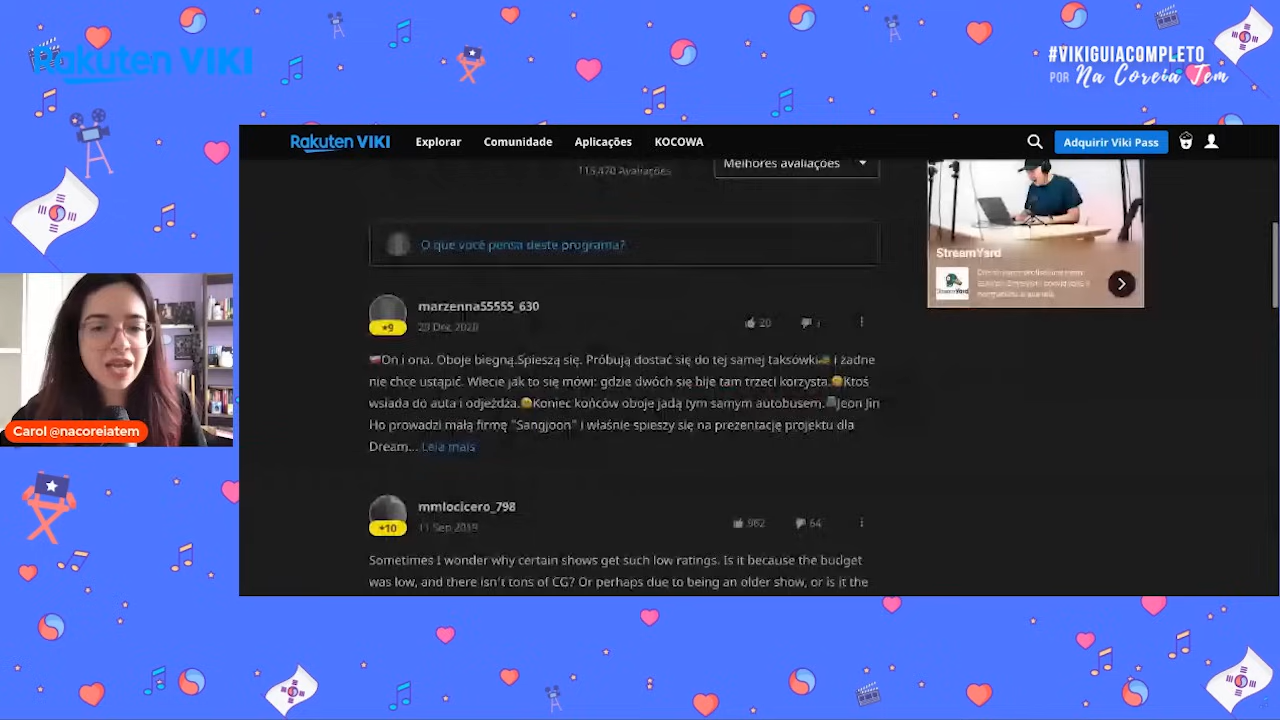 Rakuten VIKI
#VIKIGUIACOMPLETO
POR Na Coreia Tem
Rakuten VIKI Explorar Comunidade Aplicações KOCOWA Adquirir Viki Pass
115,470 Avaliações Melhores avaliações
O que você pensa deste programa?
StreamYard
marzenna55555_630
★9 20
Carol @nacoreiatem
🇵🇱On i ona. Oboje biegną.Spieszą się. Próbują dostać się do tej samej taksówki i żadne
nie chce ustąpić. Wiecie jak to się mówi: gdzie dwóch się bije tam trzeci korzysta. Ktoś
wsiada do auta i odjeżdża. Koniec końców oboje jadą tym samym autobusem. Jeon Jin
Ho prowadzi małą firmę "Sangjoon" i właśnie spieszy się na prezentację projektu dla
Dream... Leia mais
mmlocicero_798
★10 11 Sep 2019 962 64
Sometimes I wonder why certain shows get such low ratings. Is it because the budget
was low, and there isn't tons of CG? Or perhaps due to being an older show, or is it the